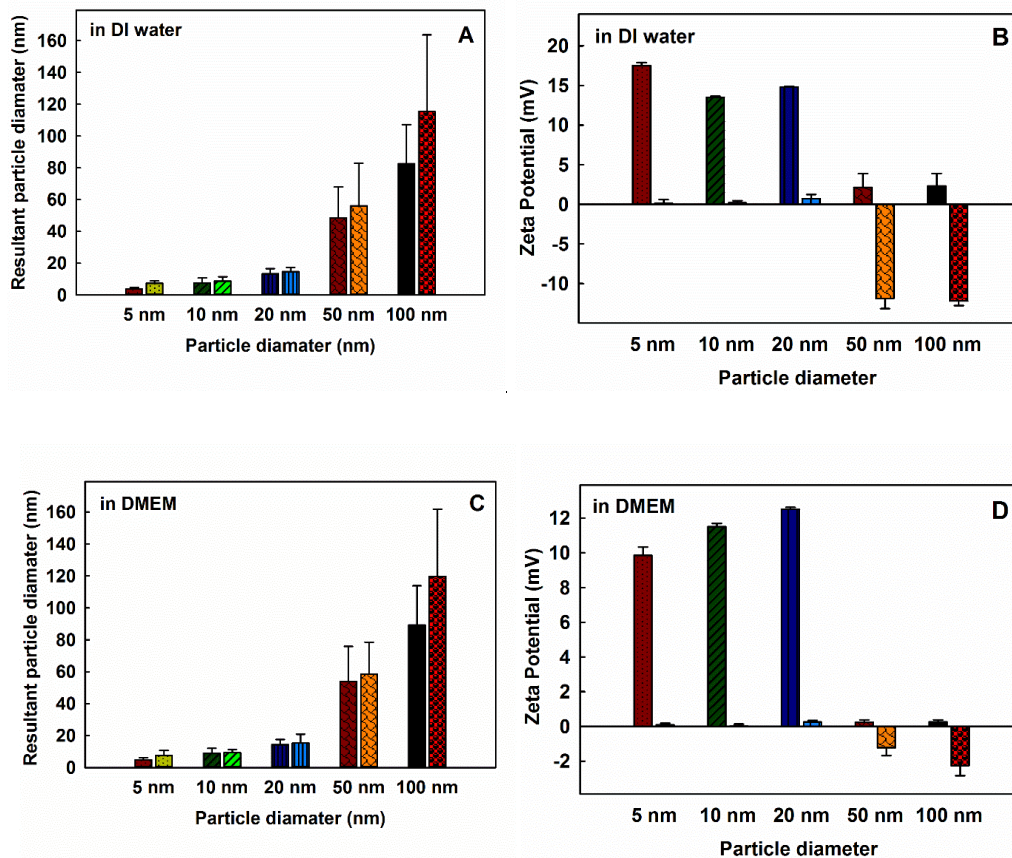 in DI water
A
Resultant particle diamater (nm)
160
140
120
100
80
60
40
20
0
5 nm 10 nm 20 nm 50 nm 100 nm
Particle diamater (nm)
in DI water
B
Zeta Potential (mV)
20
15
10
5
0
-5
-10
5 nm 10 nm 20 nm 50 nm 100 nm
Particle diameter
in DMEM
C
Resultant particle diamater (nm)
160
140
120
100
80
60
40
20
0
5 nm 10 nm 20 nm 50 nm 100 nm
Particle diamater (nm)
in DMEM
D
Zeta Potential (mV)
12
10
8
6
4
2
0
-2
5 nm 10 nm 20 nm 50 nm 100 nm
Particle diameter